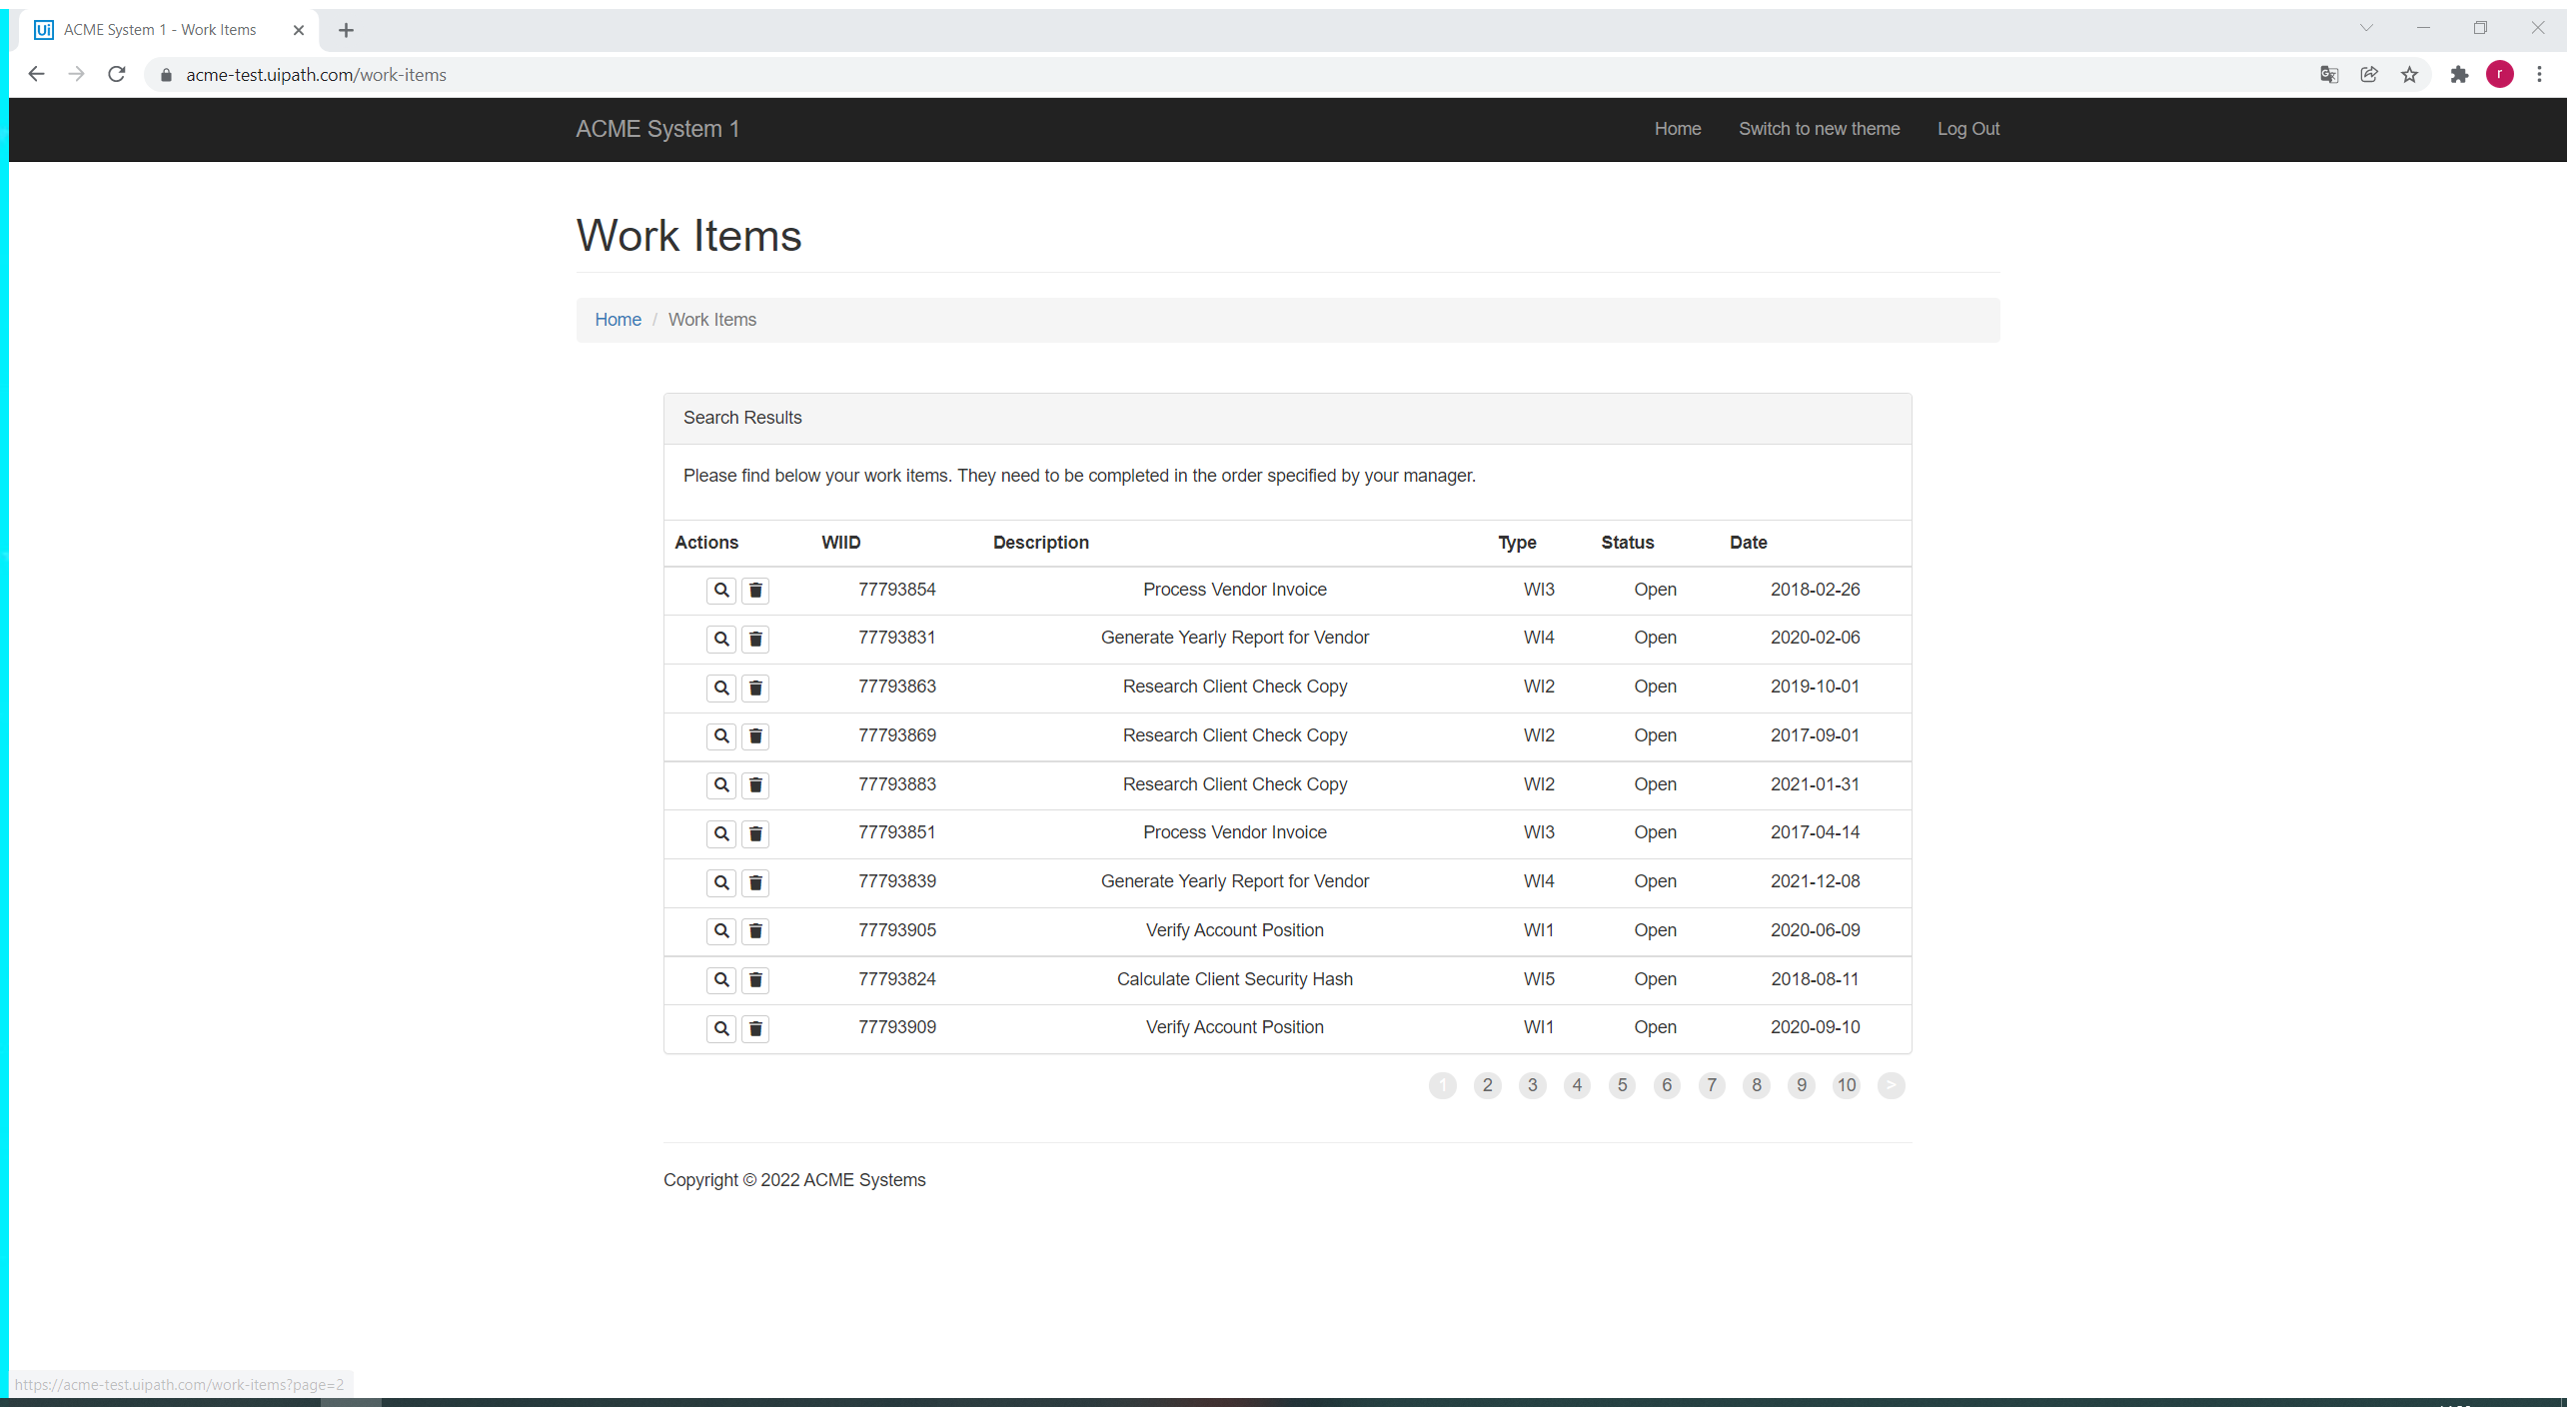 Ui ACME System 1 - Work Items
acme-test.uipath.com/work-items
r
ACME System 1 Home Switch to new theme Log Out
Work Items
Home / Work Items
Search Results
Please find below your work items. They need to be completed in the order specified by your manager.
Actions WIID Description Type Status Date
77793854 Process Vendor Invoice WI3 Open 2018-02-26
77793831 Generate Yearly Report for Vendor WI4 Open 2020-02-06
77793863 Research Client Check Copy WI2 Open 2019-10-01
77793869 Research Client Check Copy WI2 Open 2017-09-01
77793883 Research Client Check Copy WI2 Open 2021-01-31
77793851 Process Vendor Invoice WI3 Open 2017-04-14
77793839 Generate Yearly Report for Vendor WI4 Open 2021-12-08
77793905 Verify Account Position WI1 Open 2020-06-09
77793824 Calculate Client Security Hash WI5 Open 2018-08-11
77793909 Verify Account Position WI1 Open 2020-09-10
1 2 3 4 5 6 7 8 9 10 >
Copyright © 2022 ACME Systems
https://acme-test.uipath.com/work-items?page=2